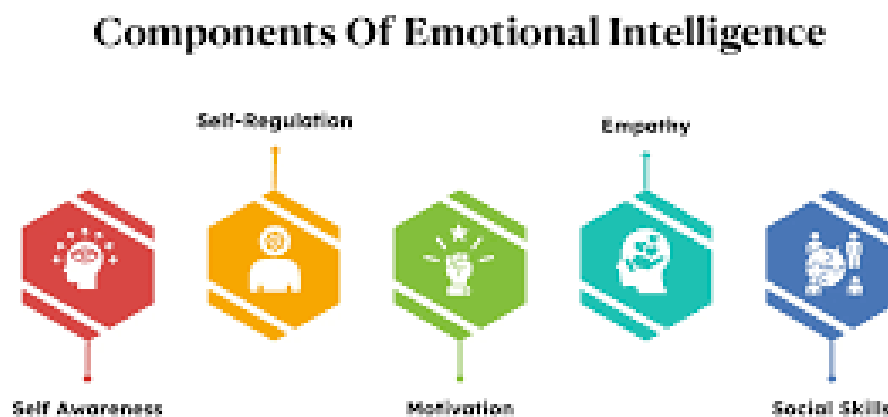 Components Of Emotional Intelligence
Self-Regulation
Empathy
Self Awareness
Motivation
Social Skills